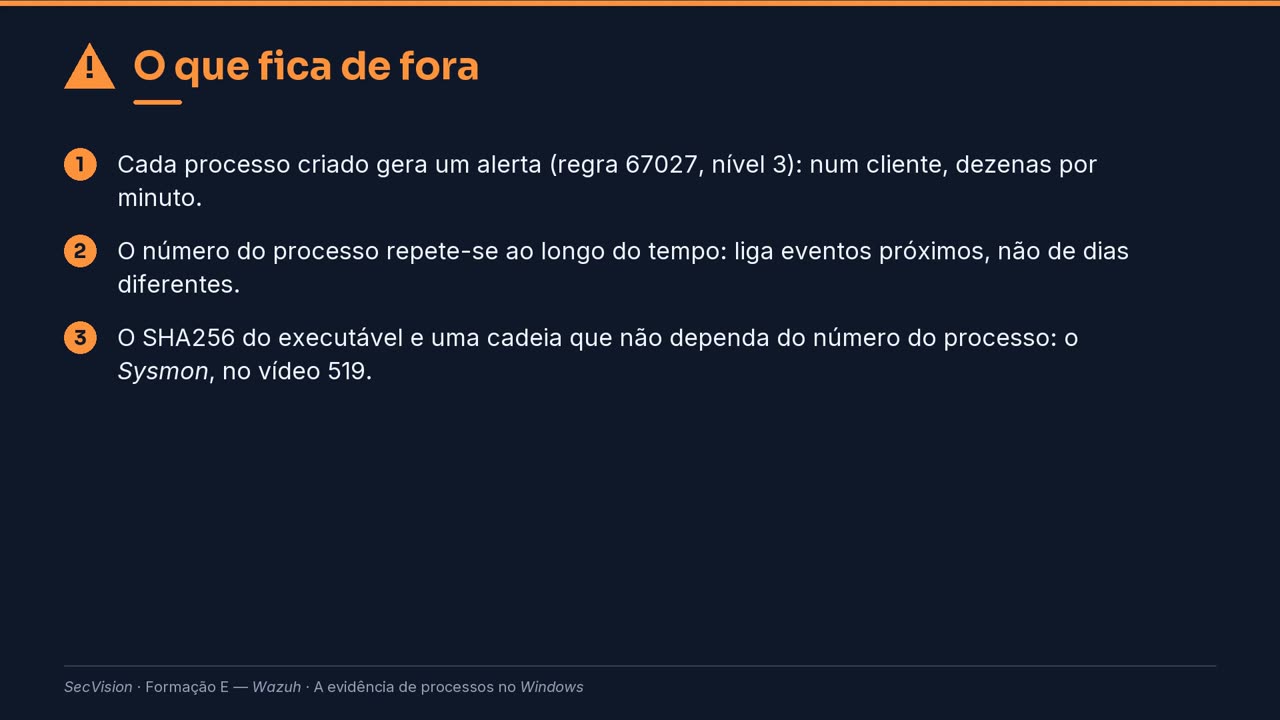 O que fica de fora
1 Cada processo criado gera um alerta (regra 67027, nível 3): num cliente, dezenas por
minuto.
2 O número do processo repete-se ao longo do tempo: liga eventos próximos, não de dias
diferentes.
3 O SHA256 do executável e uma cadeia que não dependa do número do processo: o
Sysmon, no vídeo 519.
SecVision · Formação E — Wazuh · A evidência de processos no Windows